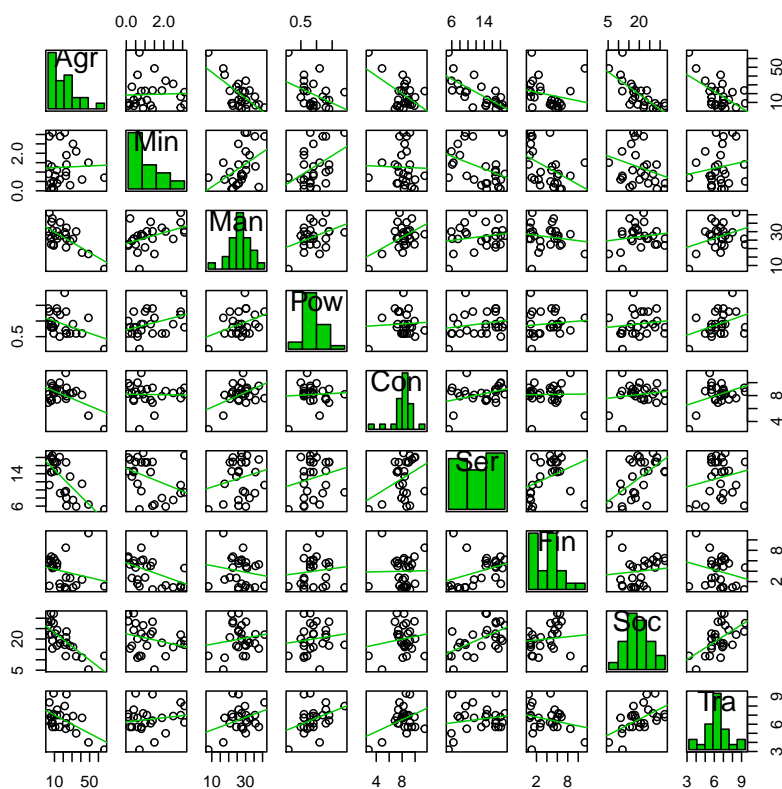 0.0 2.0 0.5 6 14 5 20
Agr 10 50
0.0 2.0 Min
Man 10 30
0.5 Pow
Con 4 8
6 14 Ser
Fin 2 8
5 20 Soc
Tra 3 6 9
10 50 10 30 4 8 2 8 3 6 9